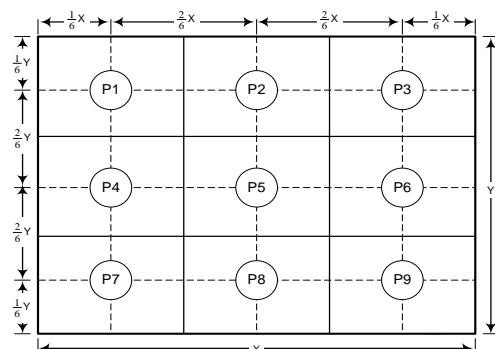 1/6 X 2/6 X 2/6 X 1/6 X
1/6 Y
P1 P2 P3
2/6 Y
P4 P5 P6
Y
2/6 Y
P7 P8 P9
1/6 Y
X